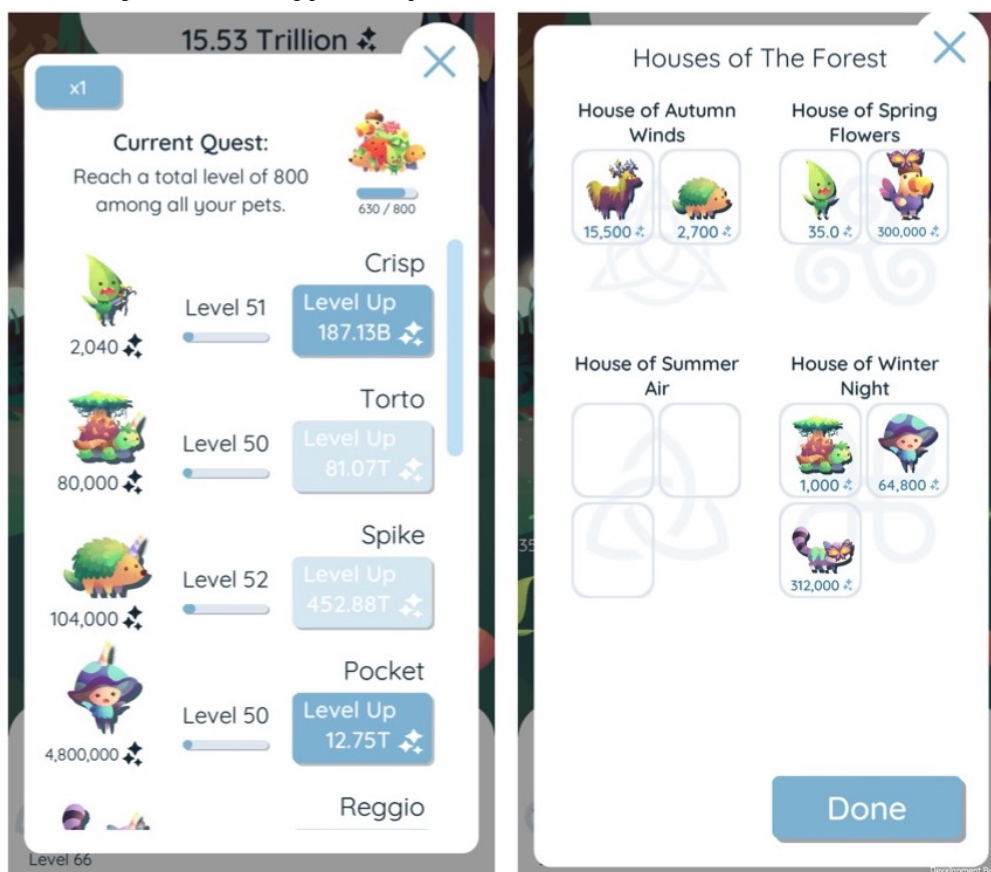 15.53 Trillion
x1
Current Quest:
Reach a total level of 800
among all your pets.
630 / 800
Crisp
Level 51
Level Up
187.13B
2,040
Torto
Level 50
Level Up
81.07T
80,000
Spike
Level 52
Level Up
452.88T
104,000
Pocket
Level 50
Level Up
12.75T
4,800,000
Reggio
Level 66
Houses of The Forest
House of Autumn
Winds
15,500
2,700
House of Spring
Flowers
35.0
300,000
House of Summer
Air
House of Winter
Night
1,000
64,800
312,000
35
Done